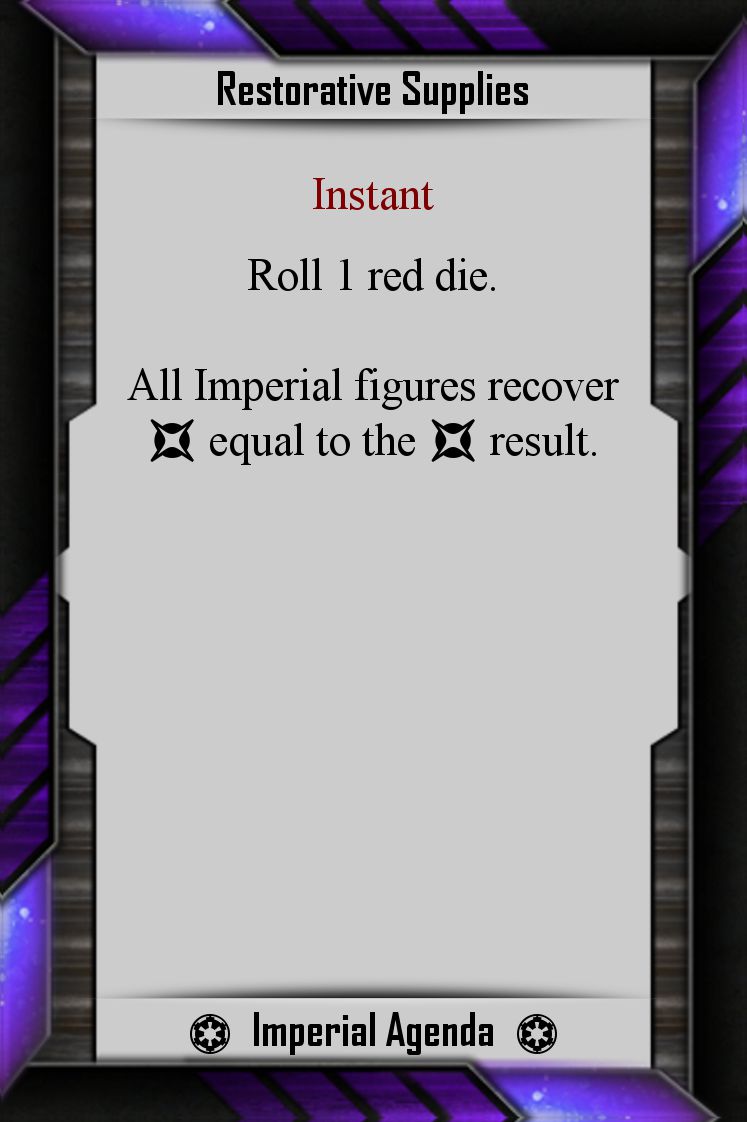 Restorative Supplies
Instant
Roll 1 red die.
All Imperial figures recover
equal to the result.
Imperial Agenda